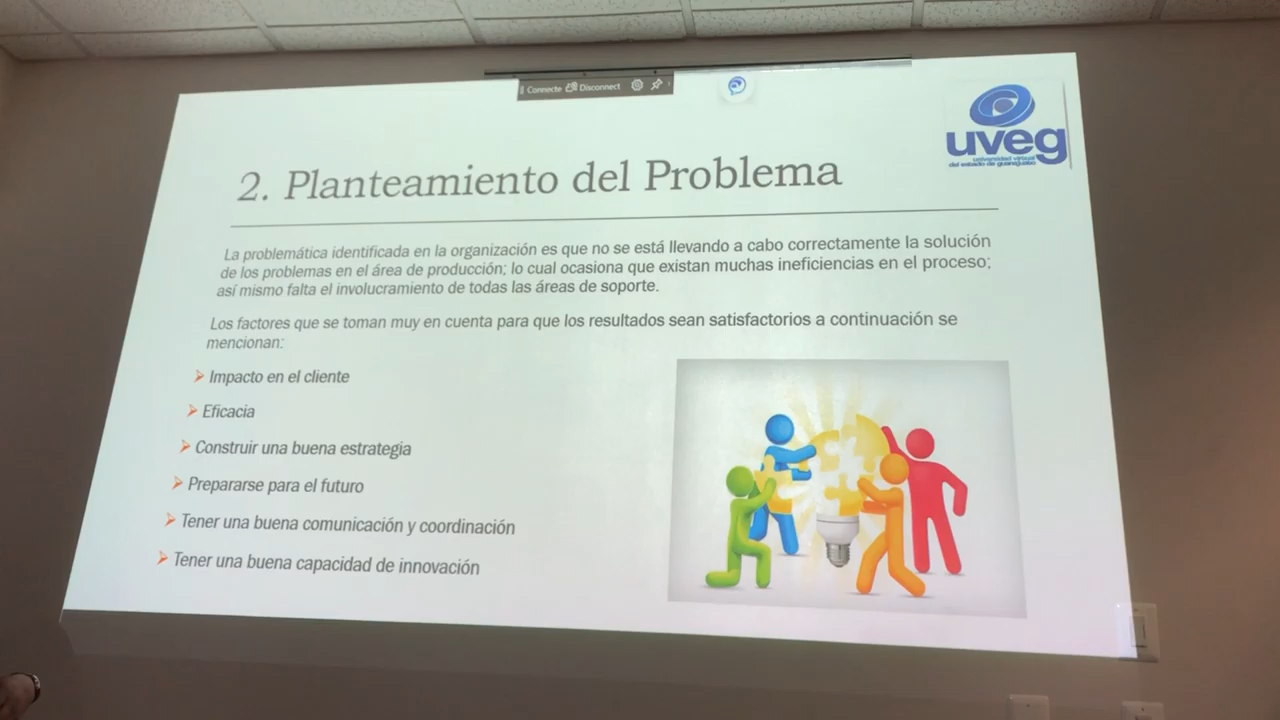 Connecte Disconnect
uveg
universidad virtual
del estado de guanajuato
2. Planteamiento del Problema
La problemática identificada en la organización es que no se está llevando a cabo correctamente la solución
de los problemas en el área de producción; lo cual ocasiona que existan muchas ineficiencias en el proceso;
así mismo falta el involucramiento de todas las áreas de soporte.
Los factores que se toman muy en cuenta para que los resultados sean satisfactorios a continuación se
mencionan:
Impacto en el cliente
Eficacia
Construir una buena estrategia
Prepararse para el futuro
Tener una buena comunicación y coordinación
Tener una buena capacidad de innovación